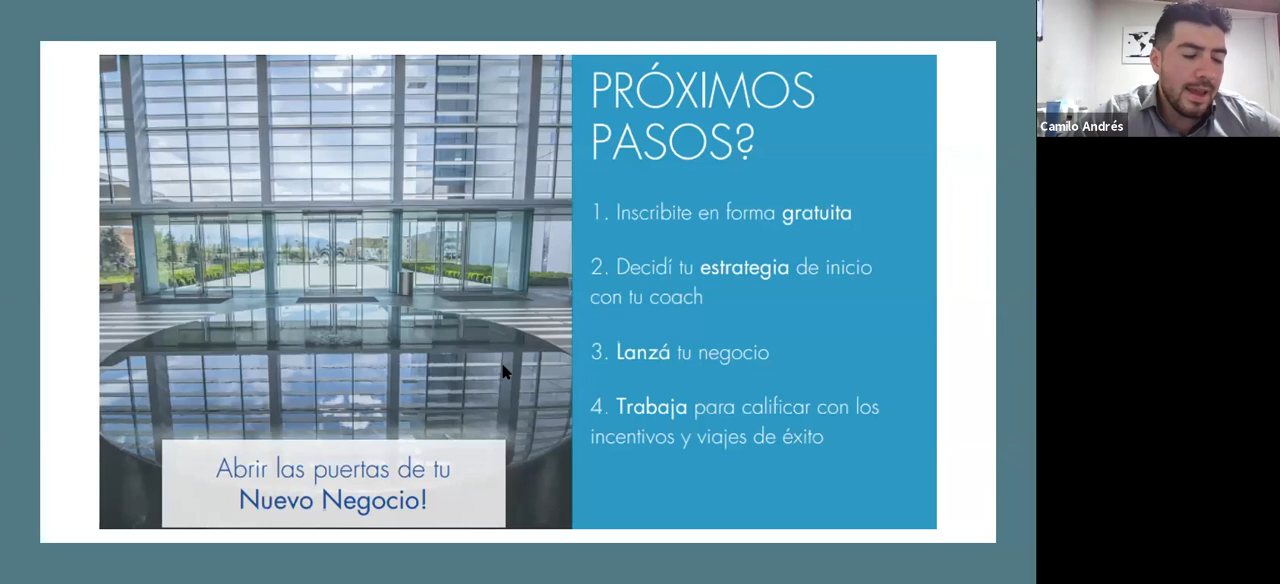 PRÓXIMOS
PASOS?
1. Inscribite en forma gratuita
2. Decidí tu estrategia de inicio
con tu coach
3. Lanzá tu negocio
4. Trabaja para calificar con los
incentivos y viajes de éxito
Abrir las puertas de tu
Nuevo Negocio!
Camilo Andrés